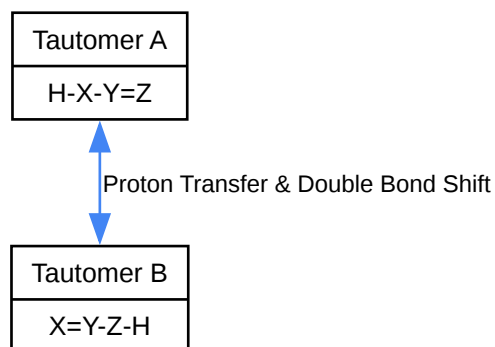 Tautomer A
H-X-Y=Z
Proton Transfer & Double Bond Shift
Tautomer B
X=Y-Z-H